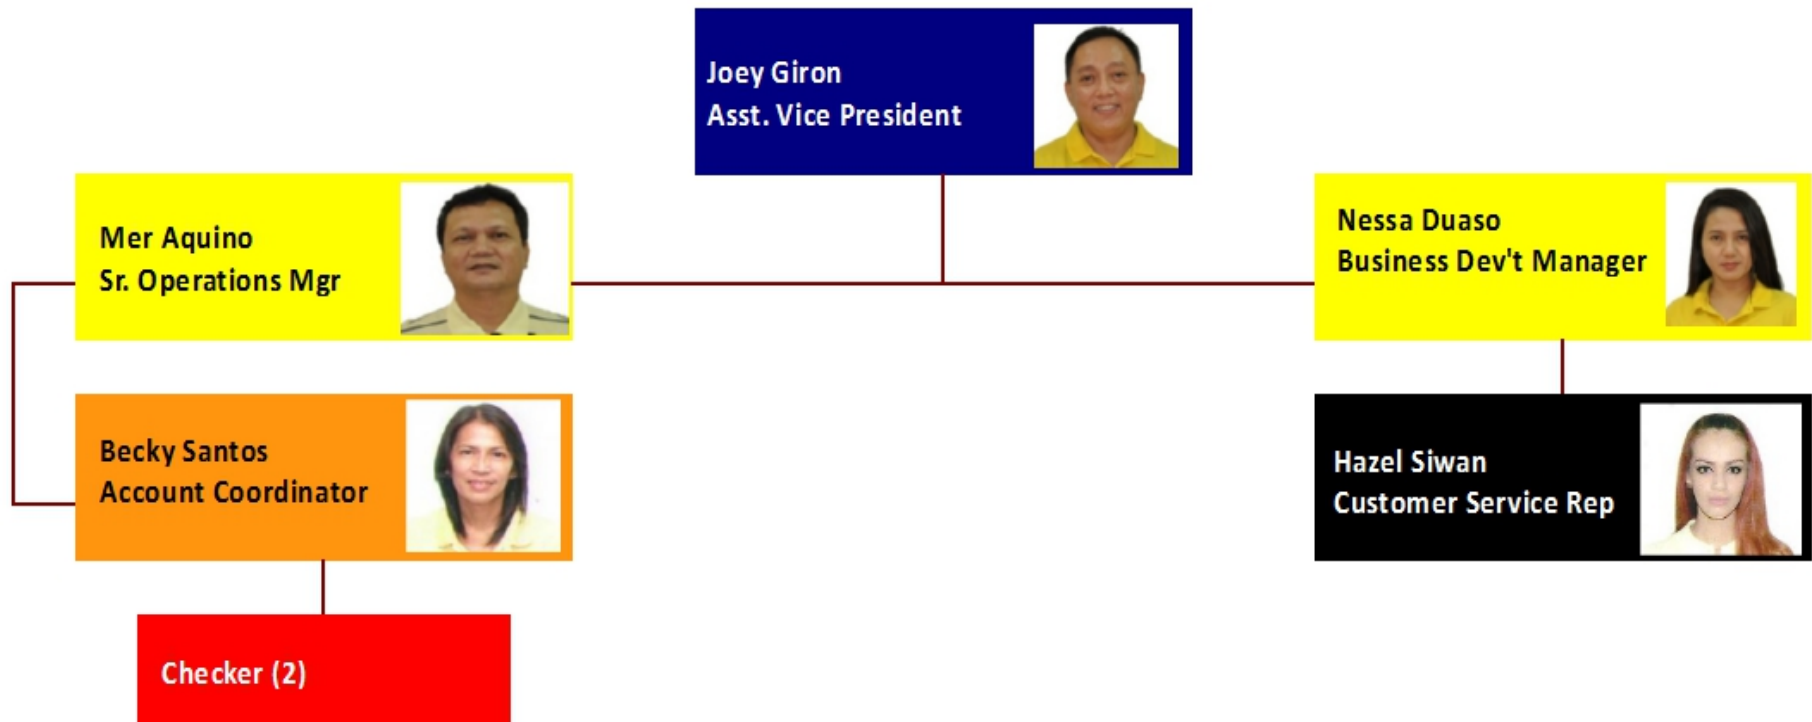 Joey Giron
Asst. Vice President
Mer Aquino
Sr. Operations Mgr
Nessa Duaso
Business Dev't Manager
Becky Santos
Account Coordinator
Hazel Siwan
Customer Service Rep
Checker (2)